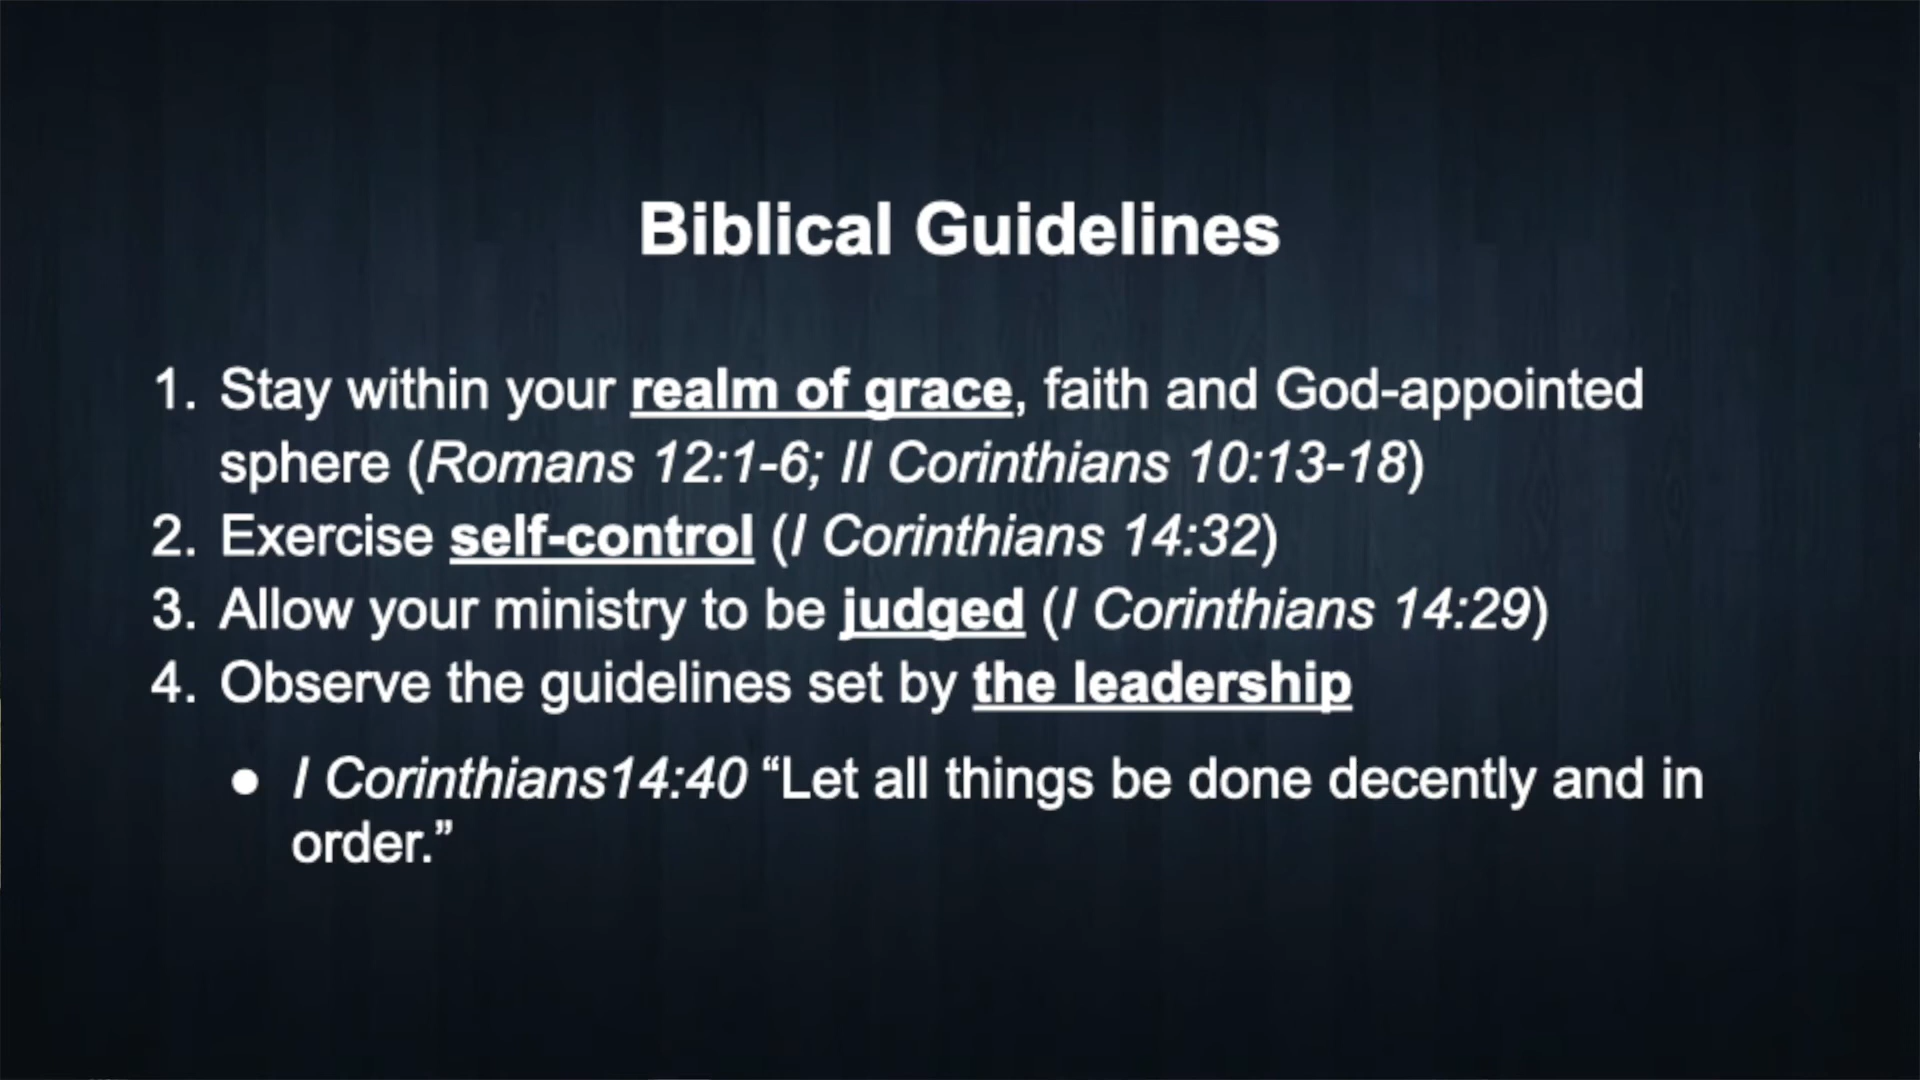 Biblical Guidelines
1. Stay within your realm of grace, faith and God-appointed
sphere (Romans 12:1-6; II Corinthians 10:13-18)
2. Exercise self-control (I Corinthians 14:32)
3. Allow your ministry to be judged (I Corinthians 14:29)
4. Observe the guidelines set by the leadership
● I Corinthians14:40 “Let all things be done decently and in
order.”